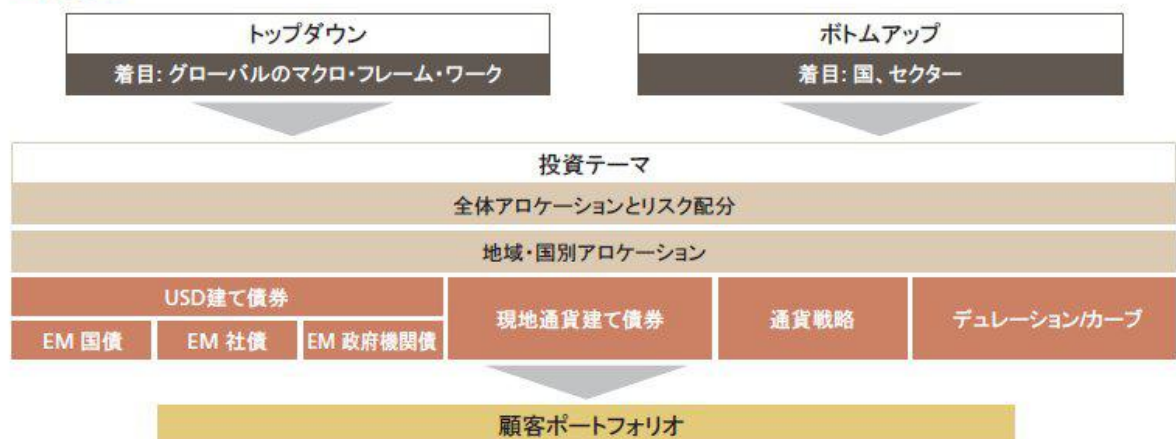 トップダウン
着目: グローバルのマクロ・フレーム・ワーク
ボトムアップ
着目: 国、セクター
投資テーマ
全体アロケーションとリスク配分
地域・国別アロケーション
USD建て債券
EM 国債
EM 社債
EM 政府機関債
現地通貨建て債券
通貨戦略
デュレーション/カーブ
顧客ポートフォリオ